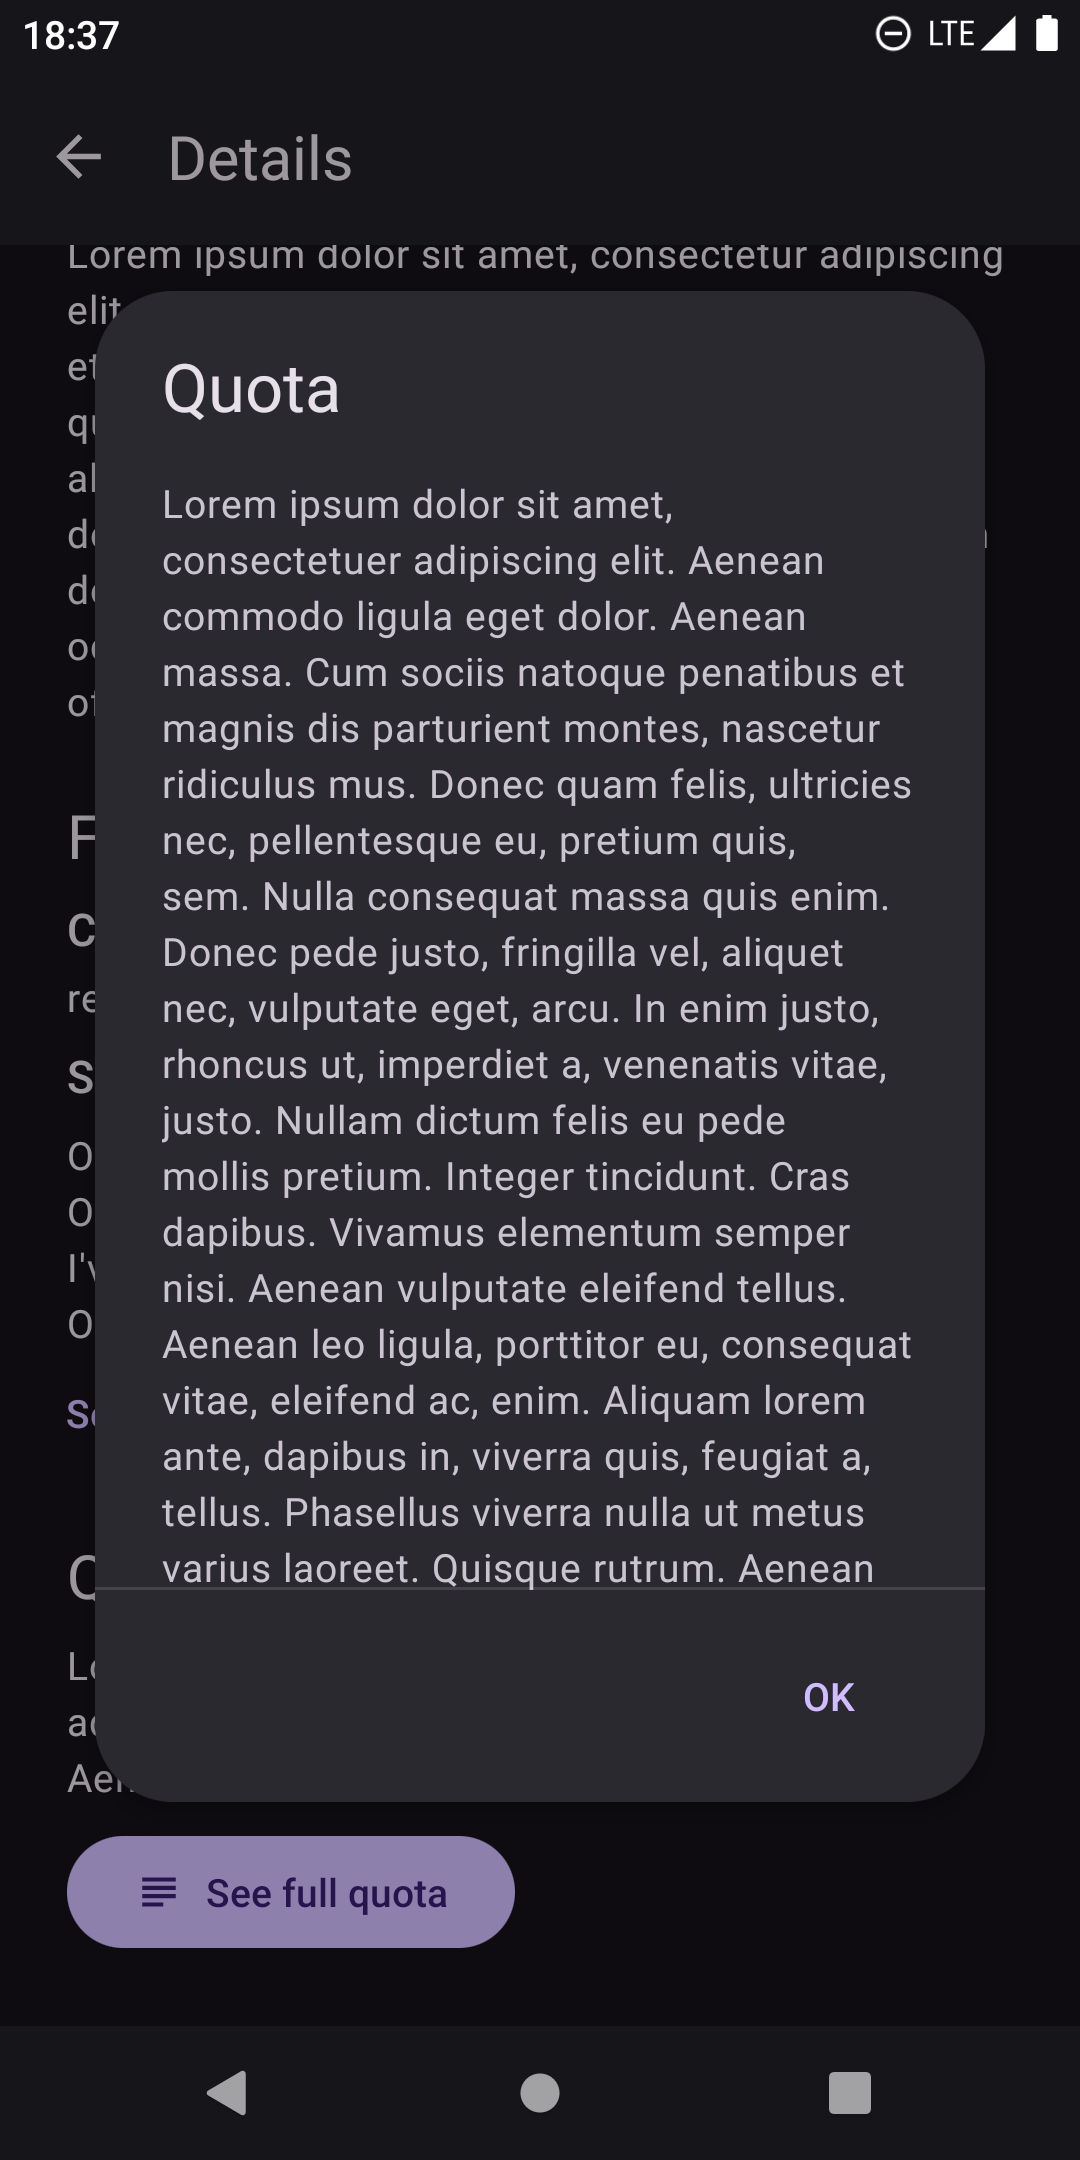 18:37
LTE
Details
Lorem ipsum dolor sit amet, consectetur adipiscing
elit
Quota
Lorem ipsum dolor sit amet,
consectetuer adipiscing elit. Aenean
commodo ligula eget dolor. Aenean
massa. Cum sociis natoque penatibus et
magnis dis parturient montes, nascetur
ridiculus mus. Donec quam felis, ultricies
nec, pellentesque eu, pretium quis,
sem. Nulla consequat massa quis enim.
Donec pede justo, fringilla vel, aliquet
nec, vulputate eget, arcu. In enim justo,
rhoncus ut, imperdiet a, venenatis vitae,
justo. Nullam dictum felis eu pede
mollis pretium. Integer tincidunt. Cras
dapibus. Vivamus elementum semper
nisi. Aenean vulputate eleifend tellus.
Aenean leo ligula, porttitor eu, consequat
vitae, eleifend ac, enim. Aliquam lorem
ante, dapibus in, viverra quis, feugiat a,
tellus. Phasellus viverra nulla ut metus
varius laoreet. Quisque rutrum. Aenean
OK
See full quota